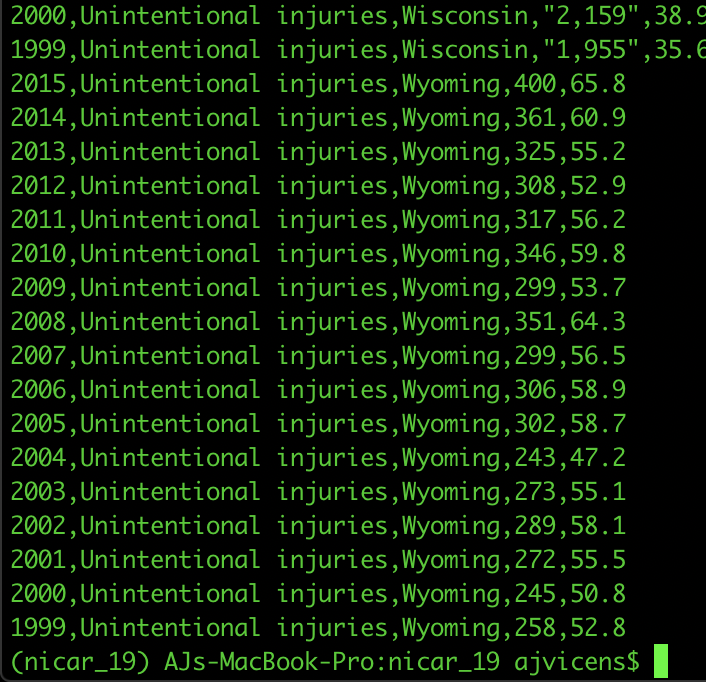 2000,Unintentional injuries,Wisconsin,"2,159",38.9
1999,Unintentional injuries,Wisconsin,"1,955",35.6
2015,Unintentional injuries,Wyoming,400,65.8
2014,Unintentional injuries,Wyoming,361,60.9
2013,Unintentional injuries,Wyoming,325,55.2
2012,Unintentional injuries,Wyoming,308,52.9
2011,Unintentional injuries,Wyoming,317,56.2
2010,Unintentional injuries,Wyoming,346,59.8
2009,Unintentional injuries,Wyoming,299,53.7
2008,Unintentional injuries,Wyoming,351,64.3
2007,Unintentional injuries,Wyoming,299,56.5
2006,Unintentional injuries,Wyoming,306,58.9
2005,Unintentional injuries,Wyoming,302,58.7
2004,Unintentional injuries,Wyoming,243,47.2
2003,Unintentional injuries,Wyoming,273,55.1
2002,Unintentional injuries,Wyoming,289,58.1
2001,Unintentional injuries,Wyoming,272,55.5
2000,Unintentional injuries,Wyoming,245,50.8
1999,Unintentional injuries,Wyoming,258,52.8
(nicar_19) AJs-MacBook-Pro:nicar_19 ajvicens$